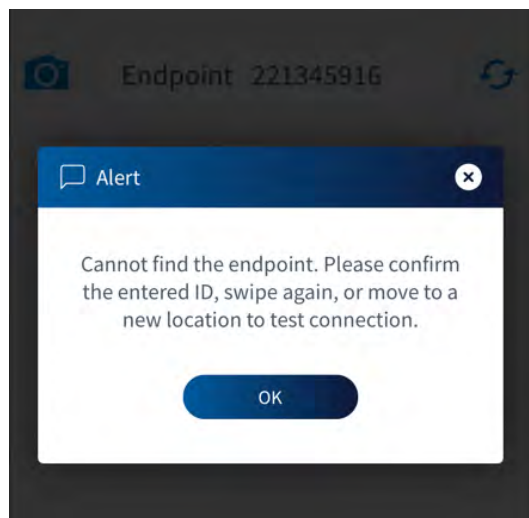 Endpoint 221345916
Alert
Cannot find the endpoint. Please confirm
the entered ID, swipe again, or move to a
new location to test connection.
OK